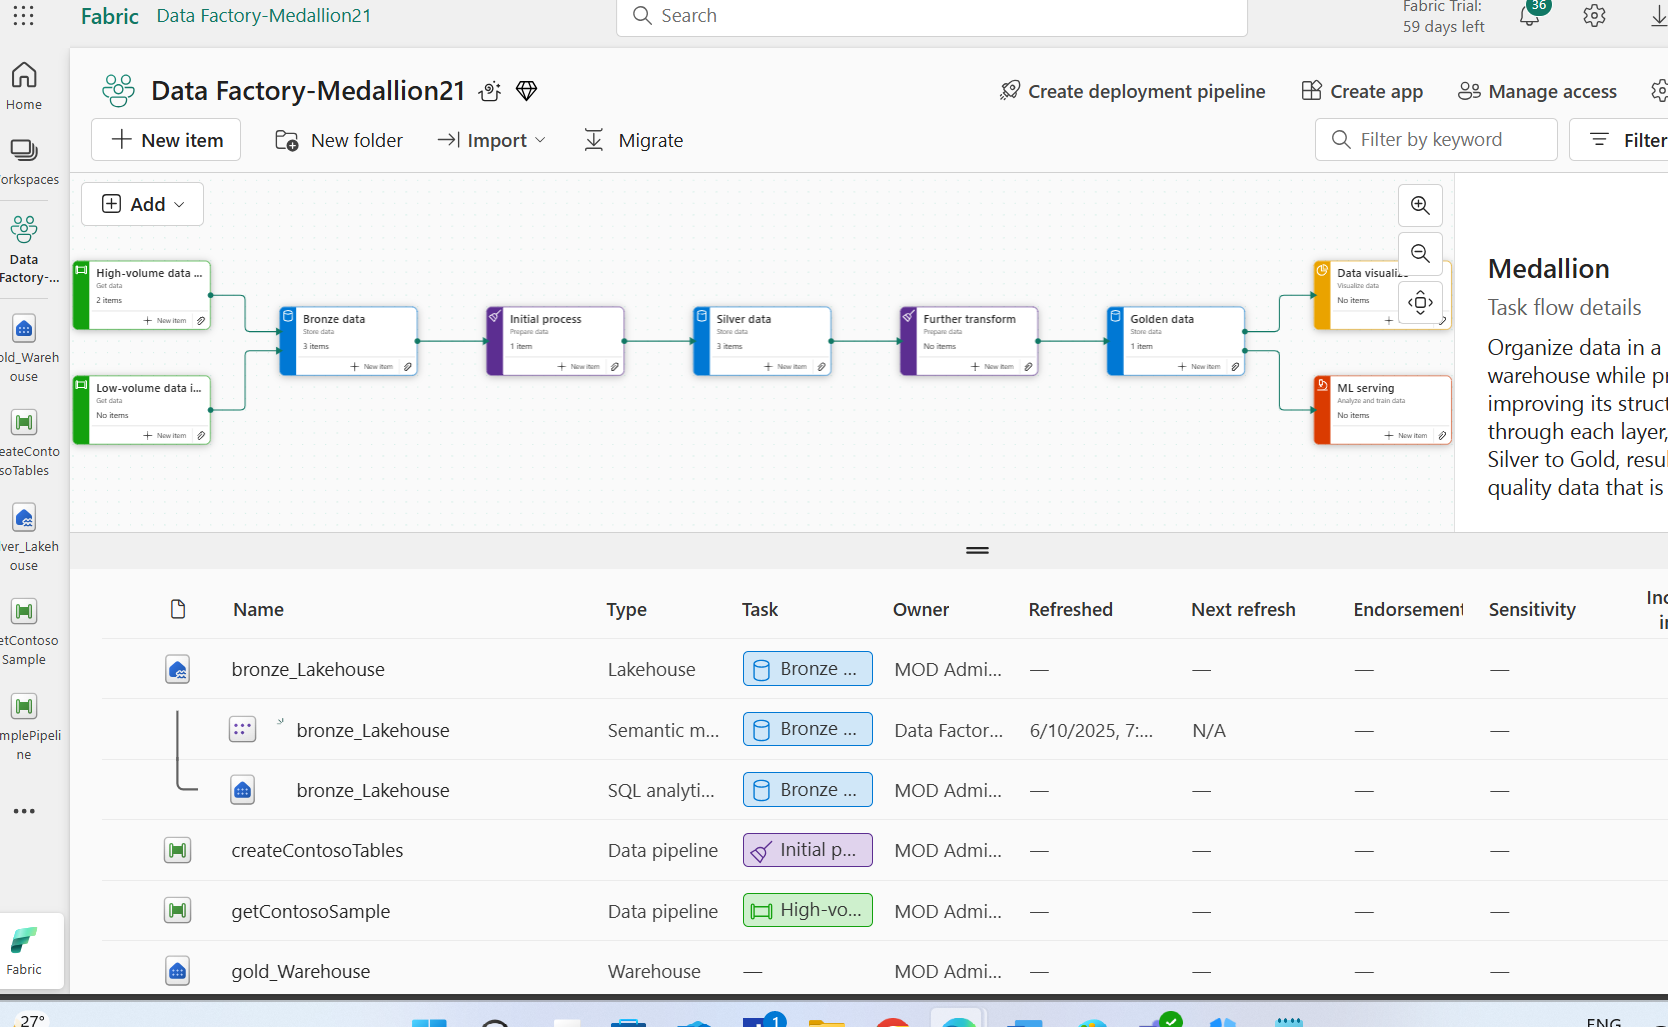 Fabric Data Factory-Medallion21 Search Fabric Trial: 59 days left 36
Data Factory-Medallion21 Create deployment pipeline Create app Manage access
New item New folder Import Migrate Filter by keyword Filter
Home
orkspaces
Data Factory-...
old_Wareh ouse
reateConto soTables
lver_Lakeh ouse
etContoso Sample
mplePipeli ne
Fabric
Add
High-volume data ...
Get data
2 items
New item
Low-volume data i...
Get data
No items
New item
Bronze data
Store data
3 items
New item
Initial process
Prepare data
1 item
New item
Silver data
Store data
3 items
New item
Further transform
Prepare data
No items
New item
Golden data
Store data
1 item
New item
Data visualiz
Visualize data
No items
ML serving
Analyze and train data
No items
New item
Medallion
Task flow details
Organize data in a
warehouse while pr
improving its struct
through each layer,
Silver to Gold, resul
quality data that is
Name Type Task Owner Refreshed Next refresh Endorsement Sensitivity Inc i
bronze_Lakehouse Lakehouse Bronze ... MOD Admi... — — — —
bronze_Lakehouse Semantic m... Bronze ... Data Factor... 6/10/2025, 7:... N/A — —
bronze_Lakehouse SQL analyti... Bronze ... MOD Admi... — — — —
createContosoTables Data pipeline Initial p... MOD Admi... — — — —
getContosoSample Data pipeline High-vo... MOD Admi... — — — —
gold_Warehouse Warehouse — MOD Admi... — — — —
27° 1 ENG